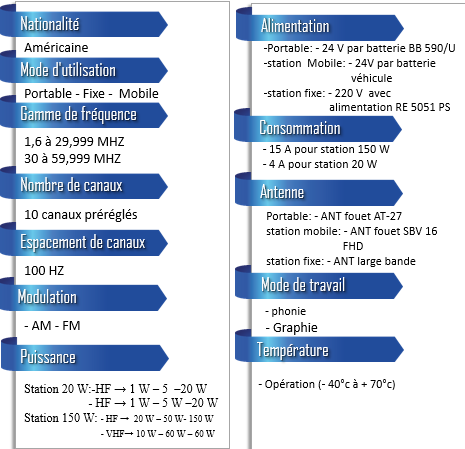 Nationalité
Américaine
Mode d'utilisation
Portable - Fixe - Mobile
Gamme de fréquence
1,6 à 29,999 MHZ
30 à 59,999 MHZ
Nombre de canaux
10 canaux préréglés
Espacement de canaux
100 HZ
Modulation
- AM - FM
Puissance
Station 20 W:-HF → 1 W – 5 –20 W
- HF → 1 W – 5 W –20 W
Station 150 W: - HF → 20 W – 50 W- 150 W
- VHF→ 10 W – 60 W – 60 W
Alimentation
-Portable: - 24 V par batterie BB 590/U
-station Mobile: - 24V par batterie
véhicule
-station fixe: - 220 V avec
alimentation RE 5051 PS
Consommation
- 15 A pour station 150 W
- 4 A pour station 20 W
Antenne
Portable: - ANT fouet AT-27
station mobile: - ANT fouet SBV 16
FHD
station fixe: - ANT large bande
Mode de travail
- phonie
- Graphie
Température
- Opération (- 40°c à + 70°c)